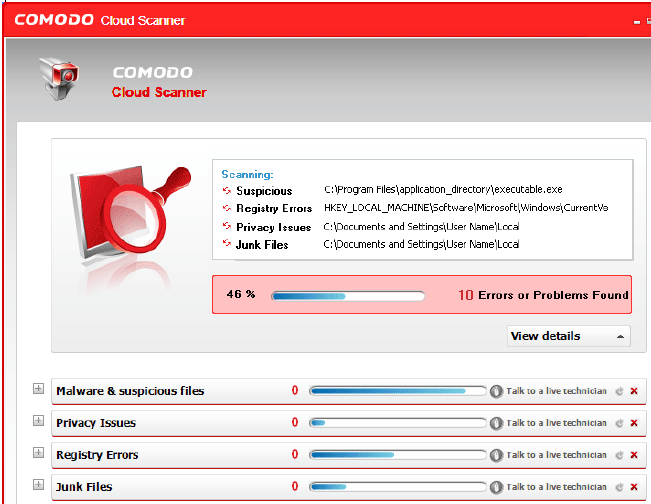 COMODO Cloud Scanner
COMODO
Cloud Scanner
Scanning:
Suspicious C:\Program Files\application_directory\executable.exe
Registry Errors HKEY_LOCAL_MACHINE\Software\Microsoft\Windows\CurrentVe
Privacy Issues C:\Documents and Settings\User Name\Local
Junk Files C:\Documents and Settings\User Name\Local
46 % 10 Errors or Problems Found
View details
Malware & suspicious files 0 Talk to a live technician
Privacy Issues 0 Talk to a live technician
Registry Errors 0 Talk to a live technician
Junk Files 0 Talk to a live technician